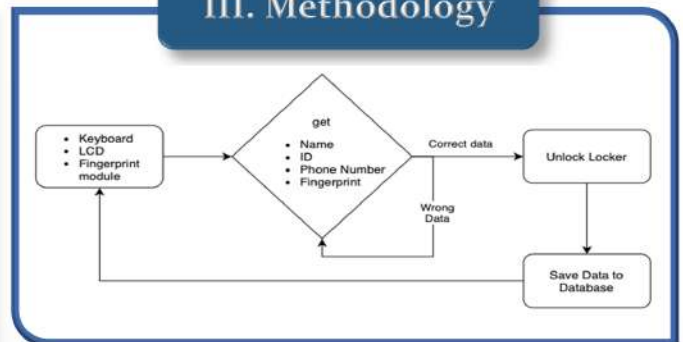 III. Methodology
• Keyboard
• LCD
• Fingerprint
module
get
• Name
• ID
• Phone Number
• Fingerprint
Correct data
Wrong
Data
Unlock Locker
Save Data to
Database